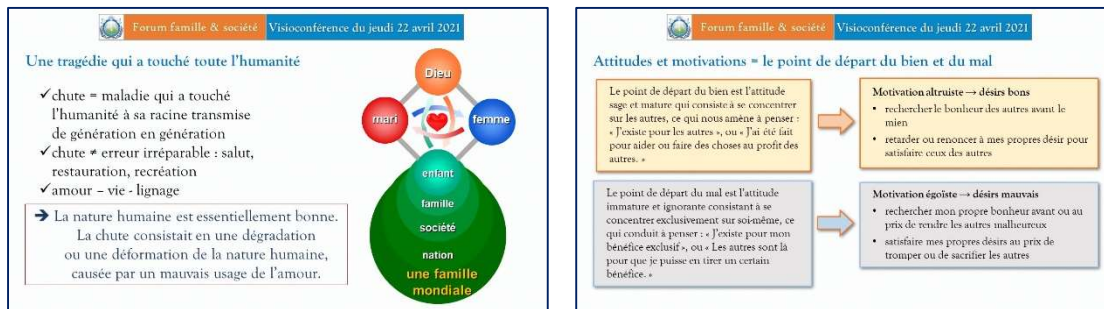 Forum famille & société Visioconférence du jeudi 22 avril 2021
Une tragédie qui a touché toute l'humanité
✓chute = maladie qui a touché
l'humanité à sa racine transmise
de génération en génération
✓chute ≠ erreur irréparable : salut,
restauration, recréation
✓amour – vie - lignage
➔ La nature humaine est essentiellement bonne.
La chute consistait en une dégradation
ou une déformation de la nature humaine,
causée par un mauvais usage de l'amour.
Dieu
mari
femme
enfant
famille
société
nation
une famille
mondiale
Forum famille & société Visioconférence du jeudi 22 avril 2021
Attitudes et motivations = le point de départ du bien et du mal
Le point de départ du bien est l'attitude
sage et mature qui consiste à se concentrer
sur les autres, ce qui nous amène à penser :
« J'existe pour les autres », ou « J'ai été fait
pour aider ou faire des choses au profit des
autres. »
Motivation altruiste → désirs bons
▪ rechercher le bonheur des autres avant le
mien
▪ retarder ou renoncer à mes propres désir pour
satisfaire ceux des autres
Le point de départ du mal est l'attitude
immature et ignorante consistant à se
concentrer exclusivement sur soi-même, ce
qui conduit à penser : « J'existe pour mon
bénéfice exclusif », ou « Les autres sont là
pour que je puisse en tirer un certain
bénéfice. »
Motivation égoïste → désirs mauvais
▪ rechercher mon propre bonheur avant ou au
prix de rendre les autres malheureux
▪ satisfaire mes propres désirs au prix de
tromper ou de sacrifier les autres